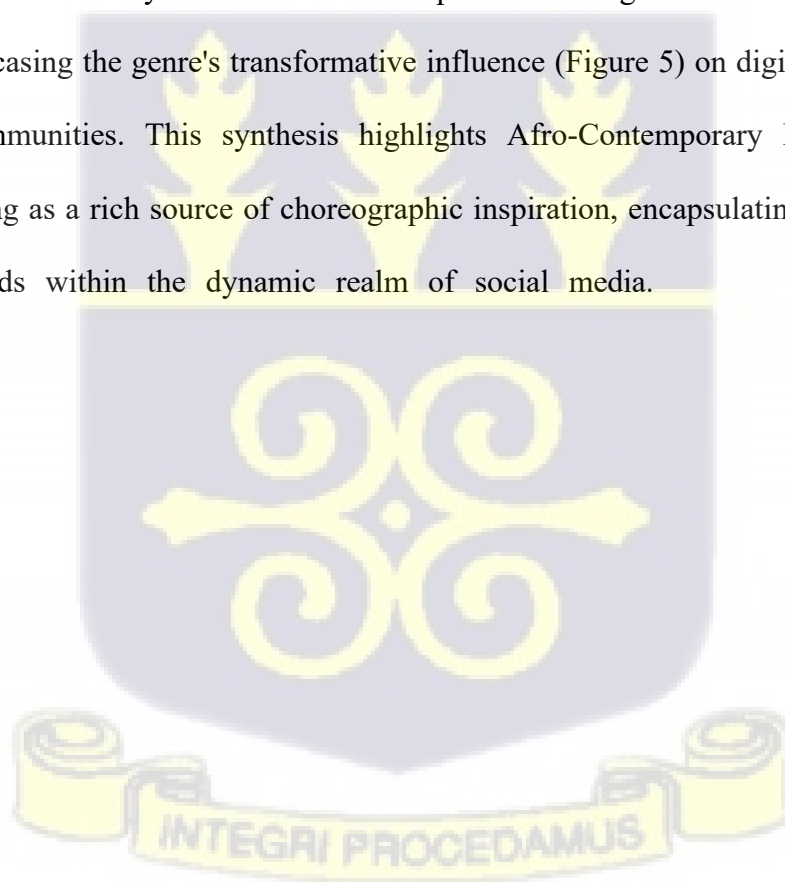 casing the genre's transformative influence (Figure 5) on digi
nmunities. This synthesis highlights Afro-Contemporary
ng as a rich source of choreographic inspiration, encapsulatin
ds within the dynamic realm of social media.
INTEGRI PROCEDAMUS